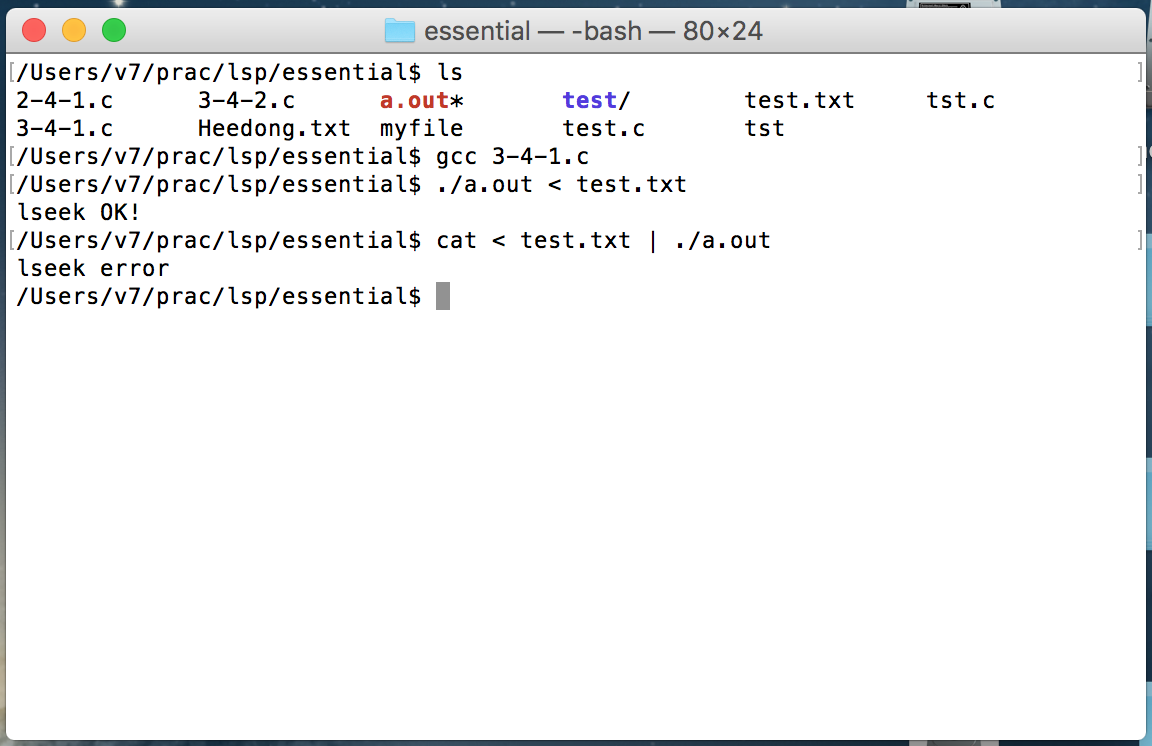 essential — -bash — 80×24
[/Users/v7/prac/lsp/essential$ ls ]
2-4-1.c 3-4-2.c a.out* test/ test.txt tst.c
3-4-1.c Heedong.txt myfile test.c tst
[/Users/v7/prac/lsp/essential$ gcc 3-4-1.c ]
[/Users/v7/prac/lsp/essential$ ./a.out < test.txt ]
lseek OK!
[/Users/v7/prac/lsp/essential$ cat < test.txt | ./a.out ]
lseek error
/Users/v7/prac/lsp/essential$